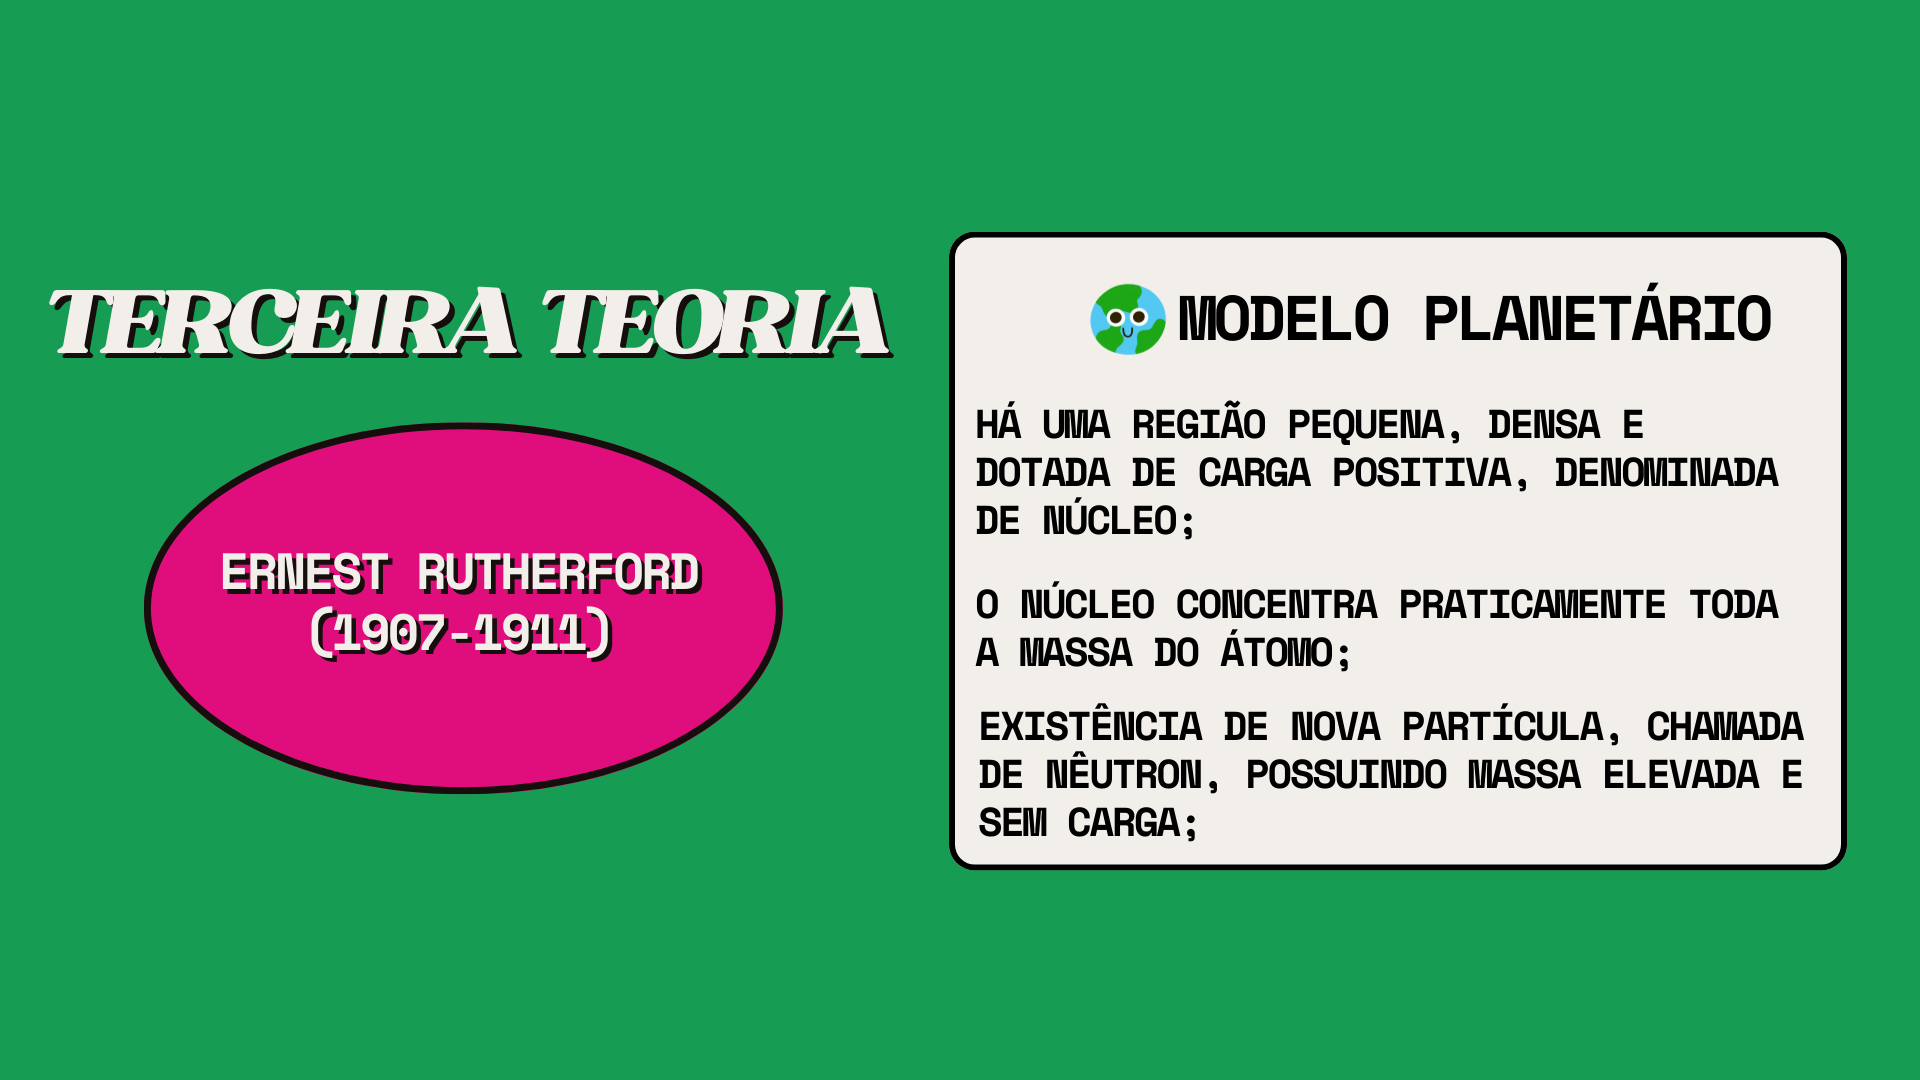 TERCEIRA TEORIA
ERNEST RUTHERFORD
(1907-1911)
MODELO PLANETÁRIO
HÁ UMA REGIÃO PEQUENA, DENSA E
DOTADA DE CARGA POSITIVA, DENOMINADA
DE NÚCLEO;
O NÚCLEO CONCENTRA PRATICAMENTE TODA
A MASSA DO ÁTOMO;
EXISTÊNCIA DE NOVA PARTÍCULA, CHAMADA
DE NÊUTRON, POSSUINDO MASSA ELEVADA E
SEM CARGA;